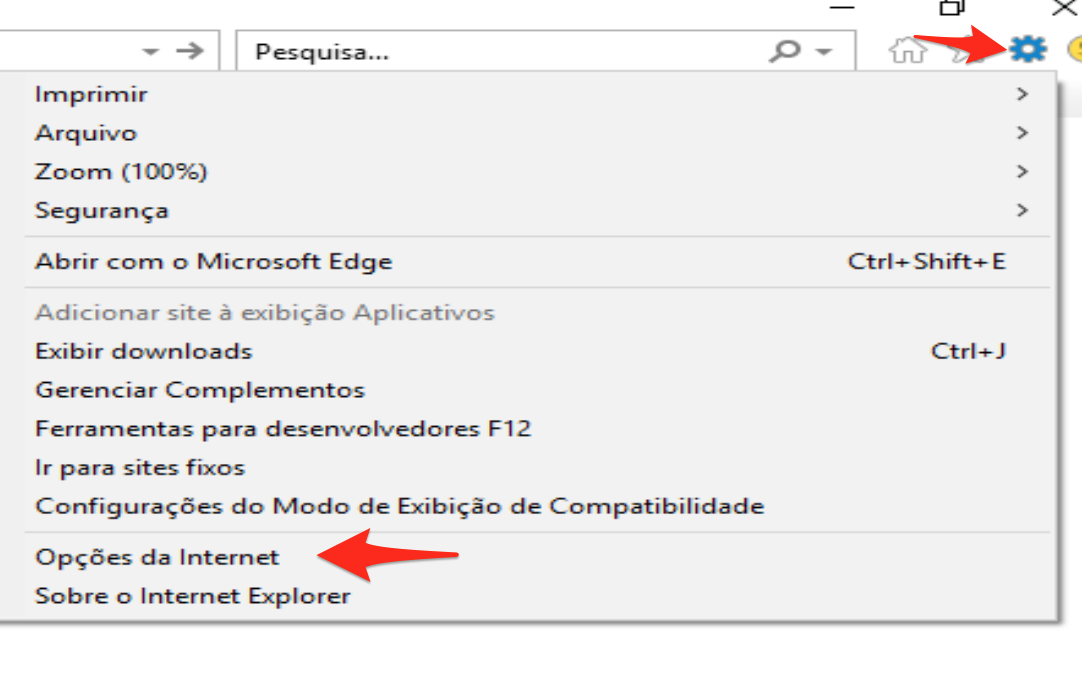 Pesquisa...
Imprimir
Arquivo
Zoom (100%)
Segurança
Abrir com o Microsoft Edge Ctrl+Shift+E
Adicionar site à exibição Aplicativos
Exibir downloads Ctrl+J
Gerenciar Complementos
Ferramentas para desenvolvedores F12
Ir para sites fixos
Configurações do Modo de Exibição de Compatibilidade
Opções da Internet
Sobre o Internet Explorer